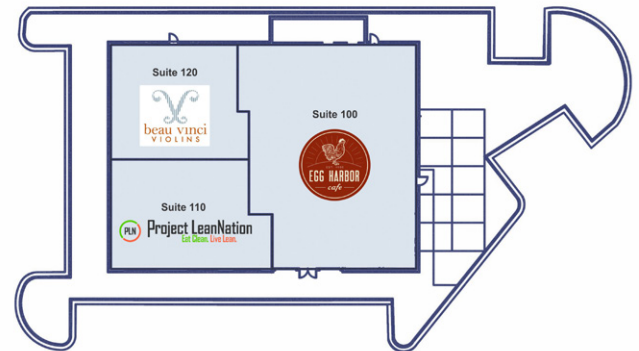 Suite 120
beau vinci
VIOLINS
Suite 100
EGG HARBOR
cafe
Suite 110
PLN
Project LeanNation
Eat Clean. Live Lean.